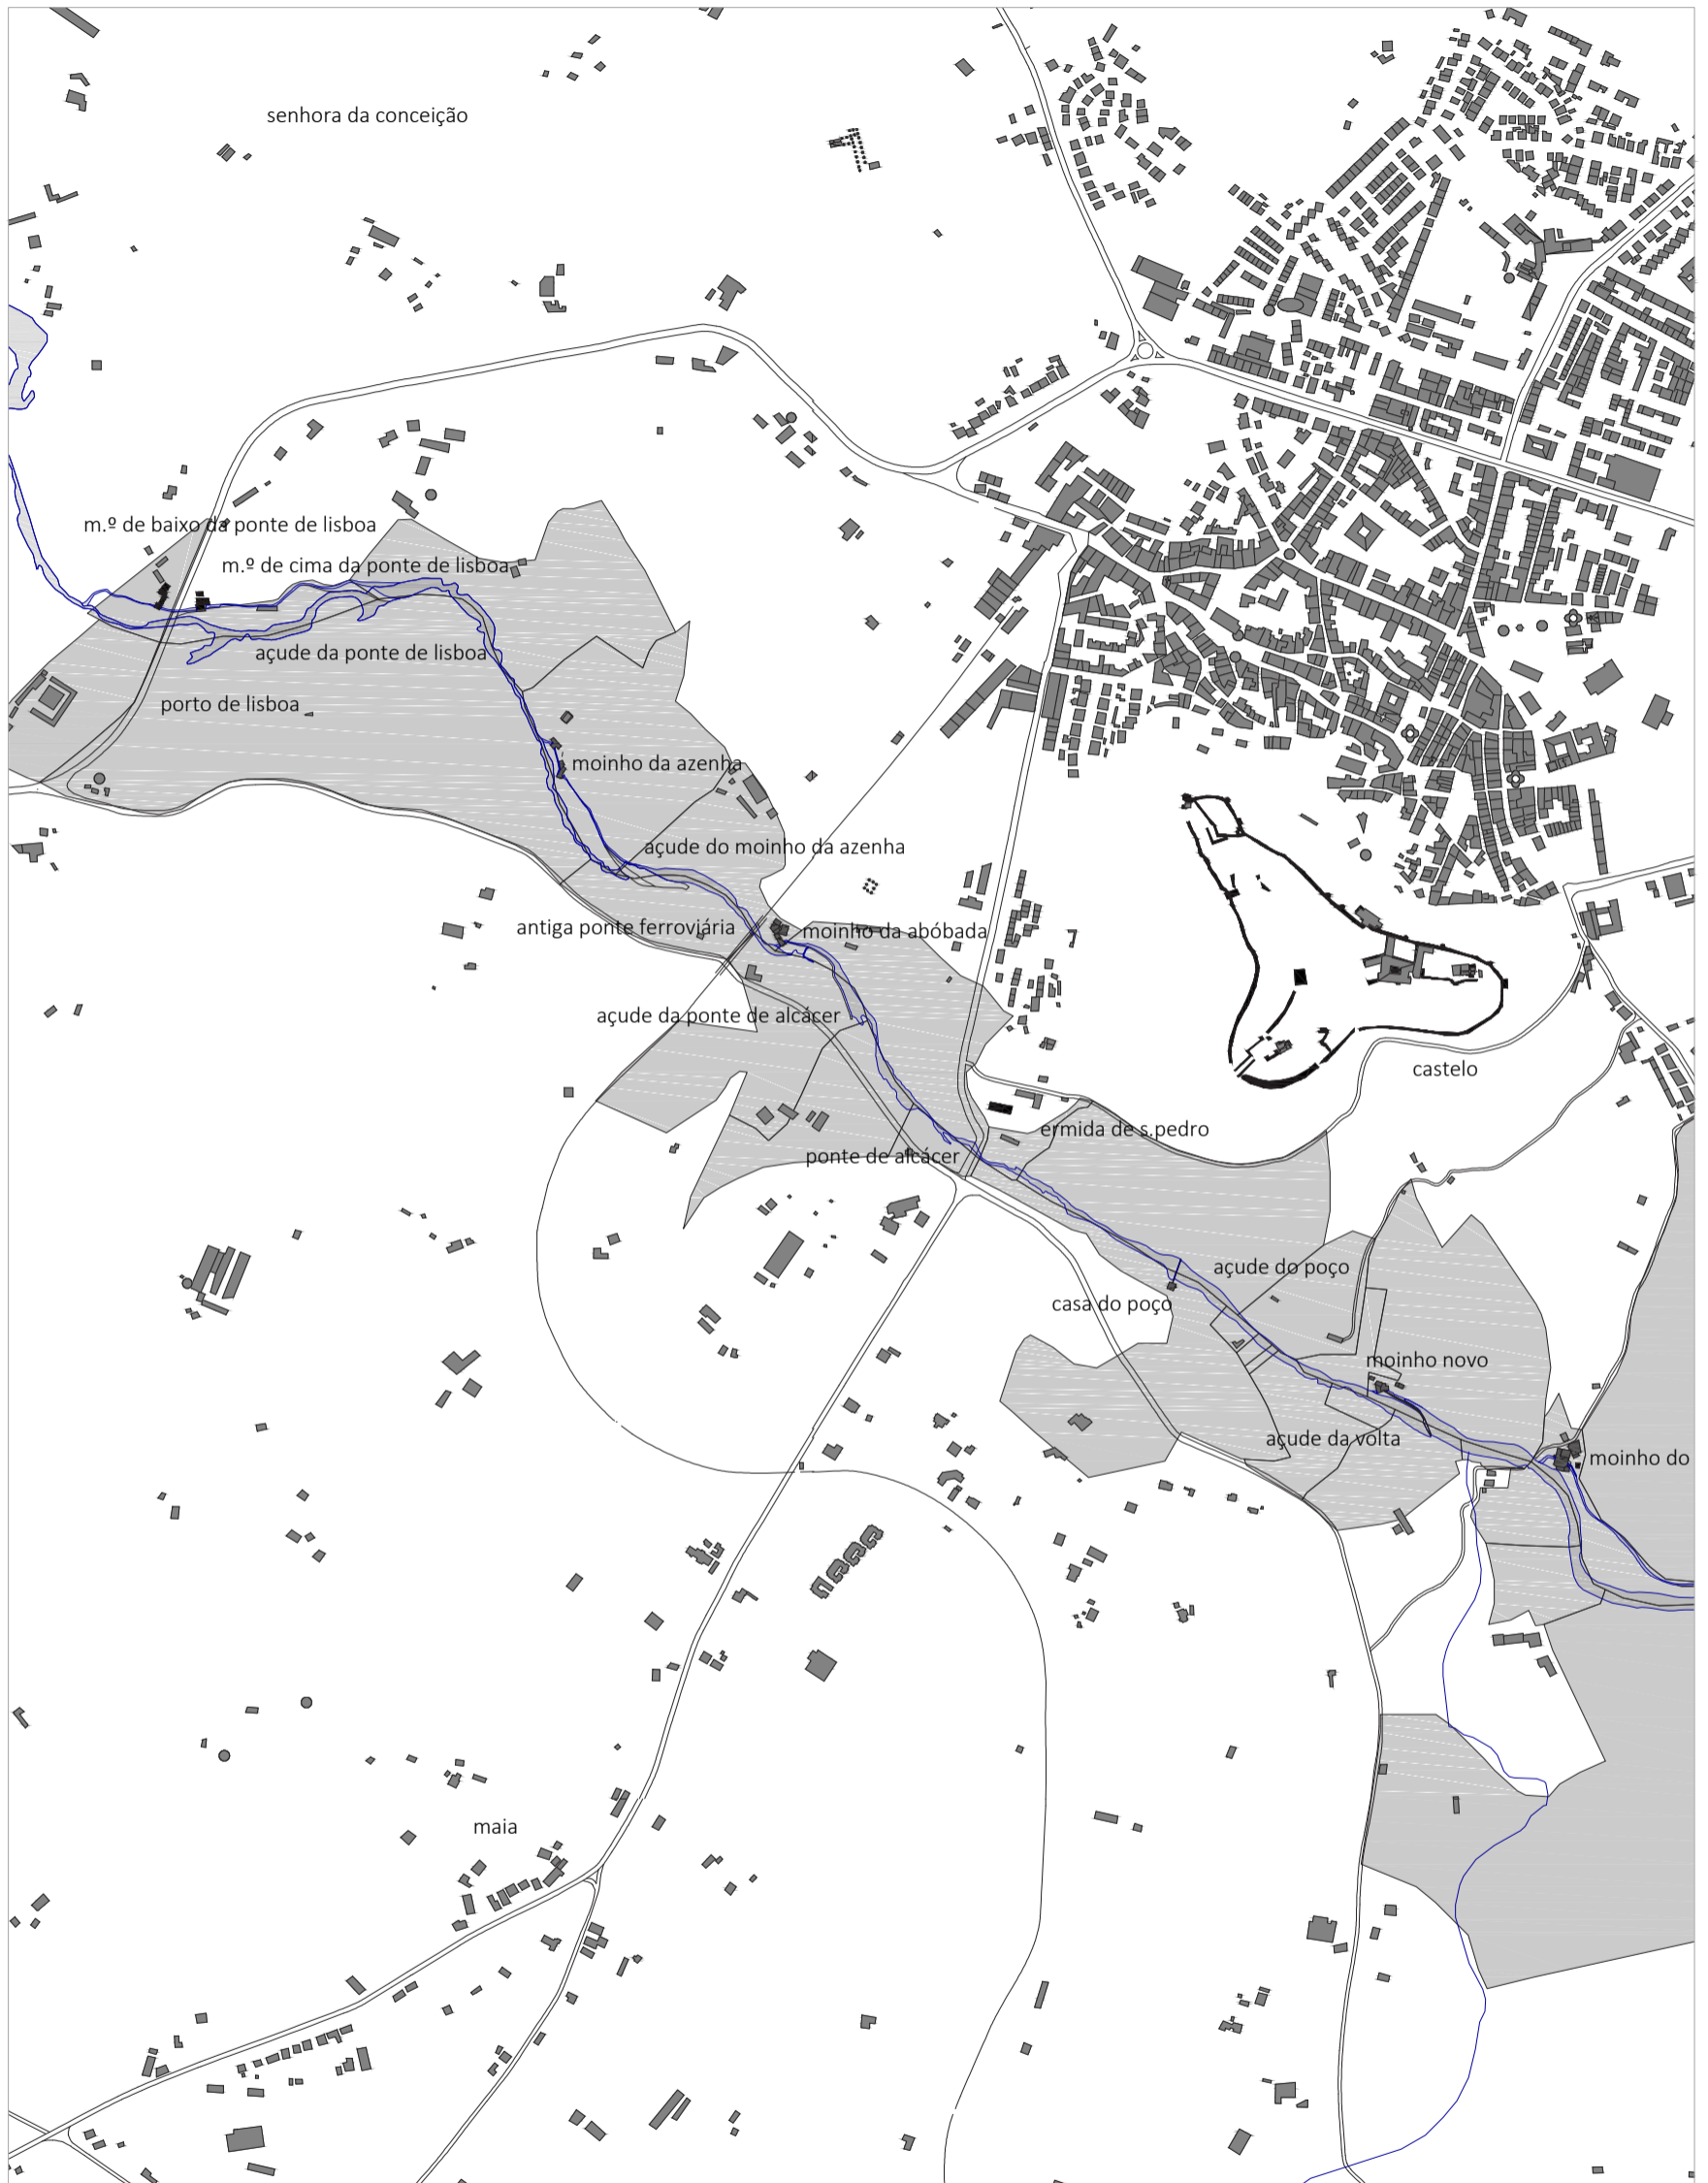 senhora da conceição
m.º de baixo da ponte de lisboa
m.º de cima da ponte de lisboa
açude da ponte de lisboa
porto de lisboa
moinho da azenha
açude do moinho da azenha
antiga ponte ferroviária
moinho da abóbada
açude da ponte de alcácer
castelo
ermida de s.pedro
ponte de alcácer
açude do poço
casa do poço
moinho novo
açude da volta
moinho do
maia